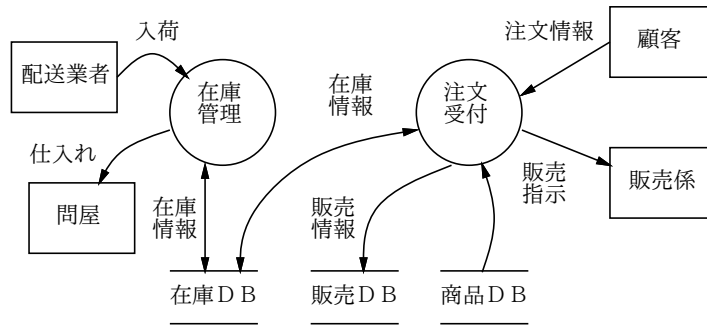 入荷
配送業者
在庫
管理
仕入れ
問屋
在庫
情報
在庫
情報
注文情報
顧客
注文
受付
販売
指示
販売係
販売
情報
在庫ＤＢ
販売ＤＢ
商品ＤＢ